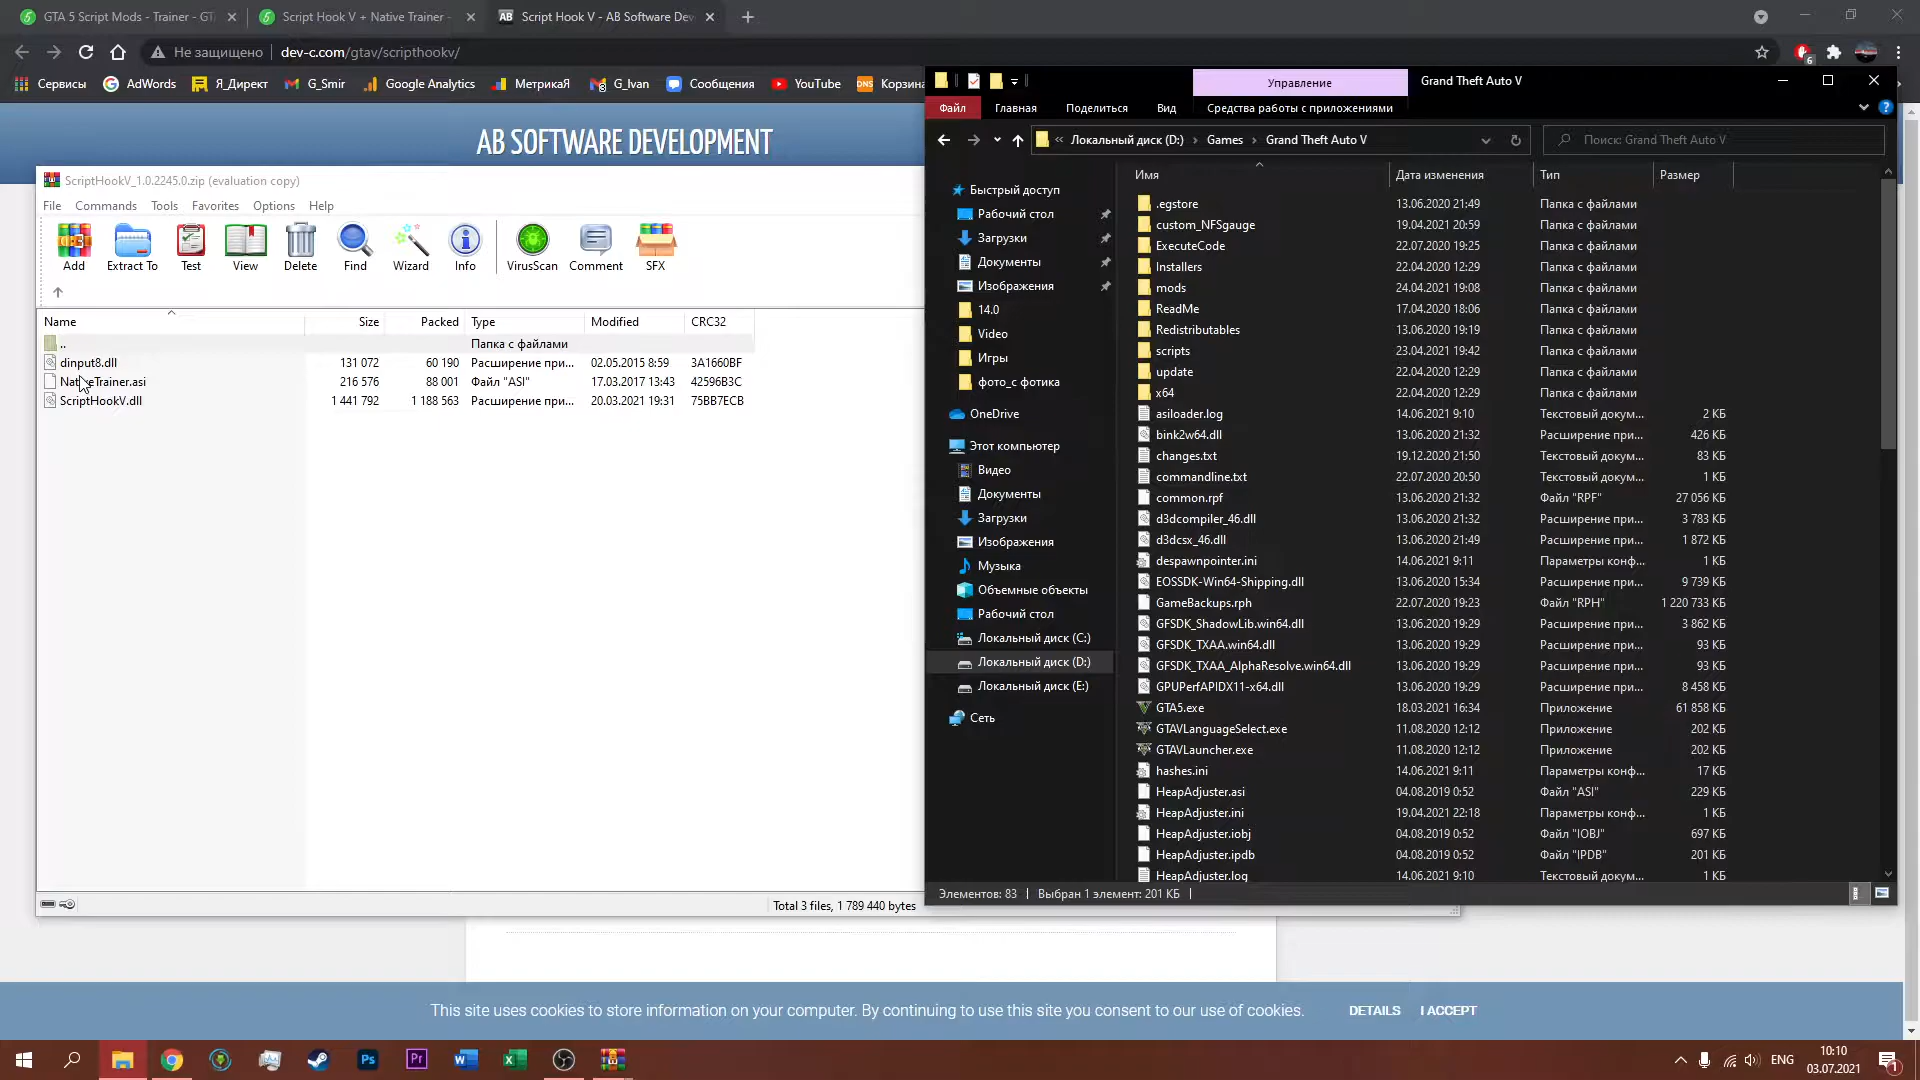 GTA 5 Script Mods - Trainer - GT
Script Hook V + Native Trainer -
AB Script Hook V - AB Software Dev
Не защищено dev-c.com/gtav/scripthookv/
6
Сервисы AdWords Я_Директ G_Smir Google Analytics МетрикаЯ G_Ivan Сообщения YouTube DNS Корзина
AB SOFTWARE DEVELOPMENT
ScriptHookV_1.0.2245.0.zip (evaluation copy)
File Commands Tools Favorites Options Help
Add Extract To Test View Delete Find Wizard Info VirusScan Comment SFX
Name Size Packed Type Modified CRC32
.. Папка с файлами
dinput8.dll 131 072 60 190 Расширение при... 02.05.2015 8:59 3A1660BF
NativeTrainer.asi 216 576 88 001 Файл "ASI" 17.03.2017 13:43 42596B3C
ScriptHookV.dll 1 441 792 1 188 563 Расширение при... 20.03.2021 19:31 75BB7ECB
Total 3 files, 1 789 440 bytes
Управление Grand Theft Auto V
Файл Главная Поделиться Вид Средства работы с приложениями
« Локальный диск (D:) Games Grand Theft Auto V Поиск: Grand Theft Auto V
Быстрый доступ
Рабочий стол
Загрузки
Документы
Изображения
14.0
Video
Игры
фото_с фотика
OneDrive
Этот компьютер
Видео
Документы
Загрузки
Изображения
Музыка
Объемные объекты
Рабочий стол
Локальный диск (C:)
Локальный диск (D:)
Локальный диск (E:)
Сеть
Имя Дата изменения Тип Размер
.egstore 13.06.2020 21:49 Папка с файлами
custom_NFSgauge 19.04.2021 20:59 Папка с файлами
ExecuteCode 22.07.2020 19:25 Папка с файлами
Installers 22.04.2020 12:29 Папка с файлами
mods 24.04.2021 19:08 Папка с файлами
ReadMe 17.04.2020 18:06 Папка с файлами
Redistributables 13.06.2020 19:19 Папка с файлами
scripts 23.04.2021 19:42 Папка с файлами
update 22.04.2020 12:29 Папка с файлами
x64 22.04.2020 12:29 Папка с файлами
asiloader.log 14.06.2021 9:10 Текстовый докум... 2 КБ
bink2w64.dll 13.06.2020 21:32 Расширение при... 426 КБ
changes.txt 19.12.2020 21:50 Текстовый докум... 83 КБ
commandline.txt 22.07.2020 20:50 Текстовый докум... 1 КБ
common.rpf 13.06.2020 21:32 Файл "RPF" 27 056 КБ
d3dcompiler_46.dll 13.06.2020 21:32 Расширение при... 3 783 КБ
d3dcsx_46.dll 13.06.2020 21:49 Расширение при... 1 872 КБ
despawnpointer.ini 14.06.2021 9:11 Параметры конф... 1 КБ
EOSSDK-Win64-Shipping.dll 13.06.2020 15:34 Расширение при... 9 739 КБ
GameBackups.rph 22.07.2020 19:23 Файл "RPH" 1 220 733 КБ
GFSDK_ShadowLib.win64.dll 13.06.2020 19:29 Расширение при... 3 862 КБ
GFSDK_TXAA.win64.dll 13.06.2020 19:29 Расширение при... 93 КБ
GFSDK_TXAA_AlphaResolve.win64.dll 13.06.2020 19:29 Расширение при... 93 КБ
GPUPerfAPIDX11-x64.dll 13.06.2020 19:29 Расширение при... 8 458 КБ
GTA5.exe 18.03.2021 16:34 Приложение 61 858 КБ
GTAVLanguageSelect.exe 11.08.2020 12:12 Приложение 202 КБ
GTAVLauncher.exe 11.08.2020 12:12 Приложение 202 КБ
hashes.ini 14.06.2021 9:11 Параметры конф... 17 КБ
HeapAdjuster.asi 04.08.2019 0:52 Файл "ASI" 229 КБ
HeapAdjuster.ini 19.04.2021 22:18 Параметры конф... 1 КБ
HeapAdjuster.iobj 04.08.2019 0:52 Файл "IOBJ" 697 КБ
HeapAdjuster.ipdb 04.08.2019 0:52 Файл "IPDB" 201 КБ
HeapAdjuster.log 14.06.2021 9:10 Текстовый докум... 1 КБ
Элементов: 83 Выбран 1 элемент: 201 КБ
This site uses cookies to store information on your computer. By continuing to use this site you consent to our use of cookies. DETAILS I ACCEPT
Ps Pr ENG 10:10
03.07.2021
1